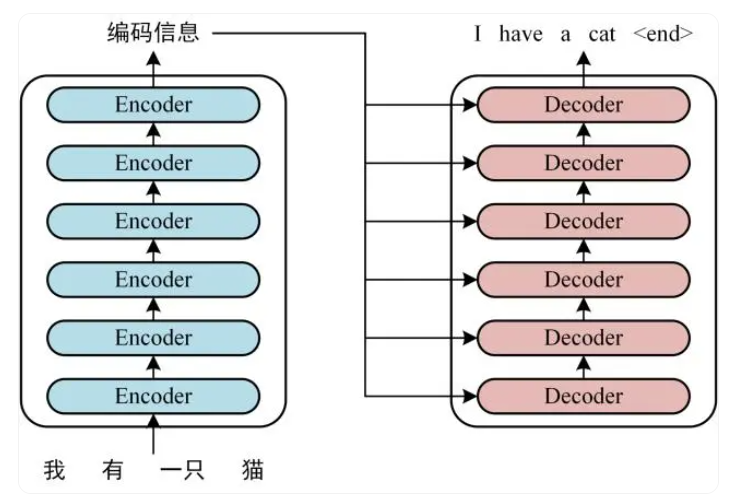 编码信息
I have a cat <end>
Encoder
Decoder
Encoder
Decoder
Encoder
Decoder
Encoder
Decoder
Encoder
Decoder
Encoder
Decoder
我 有 一只 猫